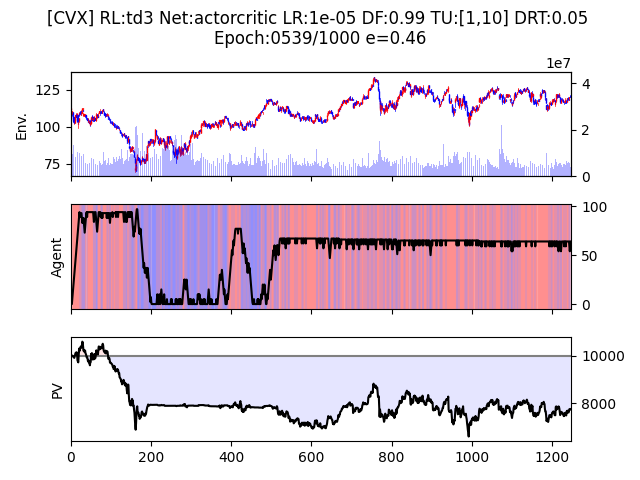 [CVX] RL:td3 Net:actorcritic LR:1e-05 DF:0.99 TU:[1,10] DRT:0.05
Epoch:0539/1000 e=0.46
1e7
Env.
125
100
75
4
2
0
Agent
100
50
0
PV
10000
8000
0 200 400 600 800 1000 1200